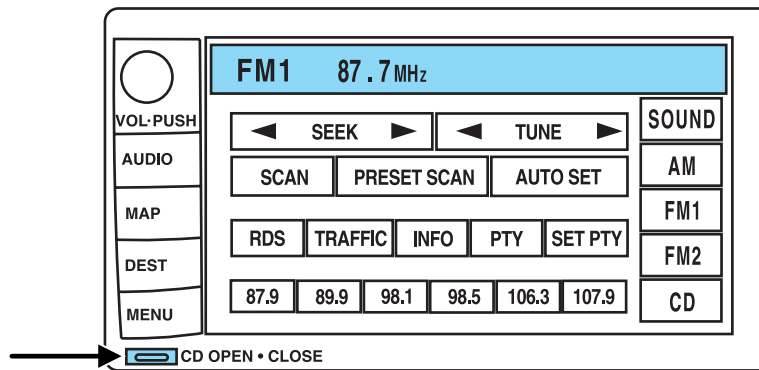 FM1 87.7MHz
VOL·PUSH
AUDIO
MAP
DEST
MENU
SEEK TUNE
SCAN PRESET SCAN AUTO SET
RDS TRAFFIC INFO PTY SET PTY
87.9 89.9 98.1 98.5 106.3 107.9
SOUND
AM
FM1
FM2
CD
CD OPEN • CLOSE